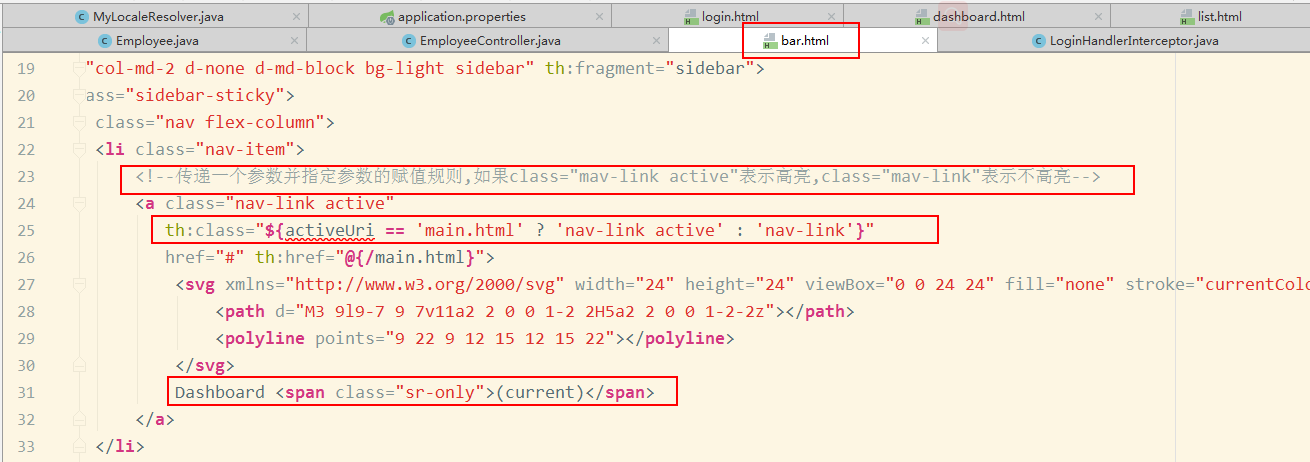 MyLocaleResolver.java application.properties login.html dashboard.html list.html
Employee.java EmployeeController.java bar.html LoginHandlerInterceptor.java
19 "col-md-2 d-none d-md-block bg-light sidebar" th:fragment="sidebar">
20 ass="sidebar-sticky">
21 class="nav flex-column">
22 <li class="nav-item">
23 <!--传递一个参数并指定参数的赋值规则,如果class="mav-link active"表示高亮,class="mav-link"表示不高亮-->
24 <a class="nav-link active"
25 th:class="${activeUri == 'main.html' ? 'nav-link active' : 'nav-link'}"
26 href="#" th:href="@{/main.html}">
27 <svg xmlns="http://www.w3.org/2000/svg" width="24" height="24" viewBox="0 0 24 24" fill="none" stroke="currentColo
28 <path d="M3 9l9-7 9 7v11a2 2 0 0 1-2 2H5a2 2 0 0 1-2-2z"></path>
29 <polyline points="9 22 9 12 15 12 15 22"></polyline>
30 </svg>
31 Dashboard <span class="sr-only">(current)</span>
32 </a>
33 </li>